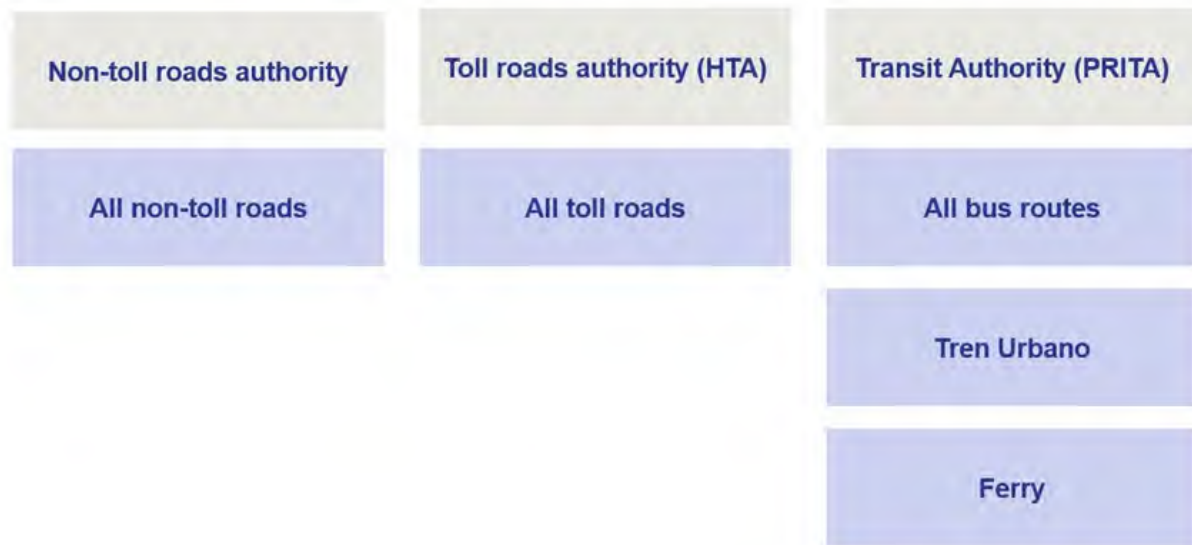 Non-toll roads authority
Toll roads authority (HTA)
Transit Authority (PRITA)
All non-toll roads
All toll roads
All bus routes
Tren Urbano
Ferry